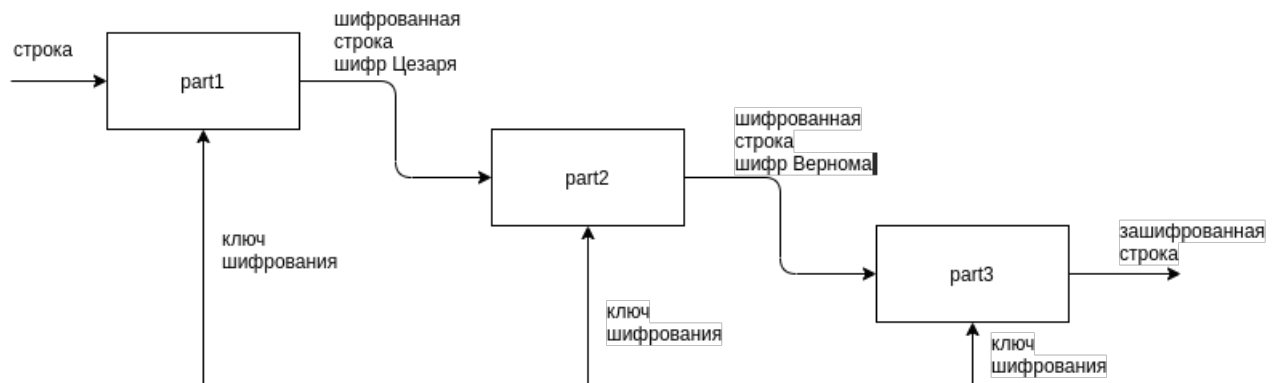 строка
part1
шифрованная
строка
шифр Цезаря
ключ
шифрования
part2
шифрованная
строка
шифр Вернома
ключ
шифрования
part3
зашифрованная
строка
ключ
шифрования